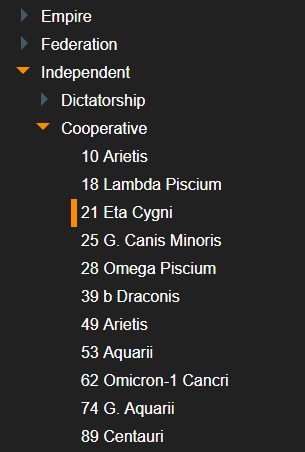 Empire
Federation
Independent
Dictatorship
Cooperative
10 Arietis
18 Lambda Piscium
21 Eta Cygni
25 G. Canis Minoris
28 Omega Piscium
39 b Draconis
49 Arietis
53 Aquarii
62 Omicron-1 Cancri
74 G. Aquarii
89 Centauri